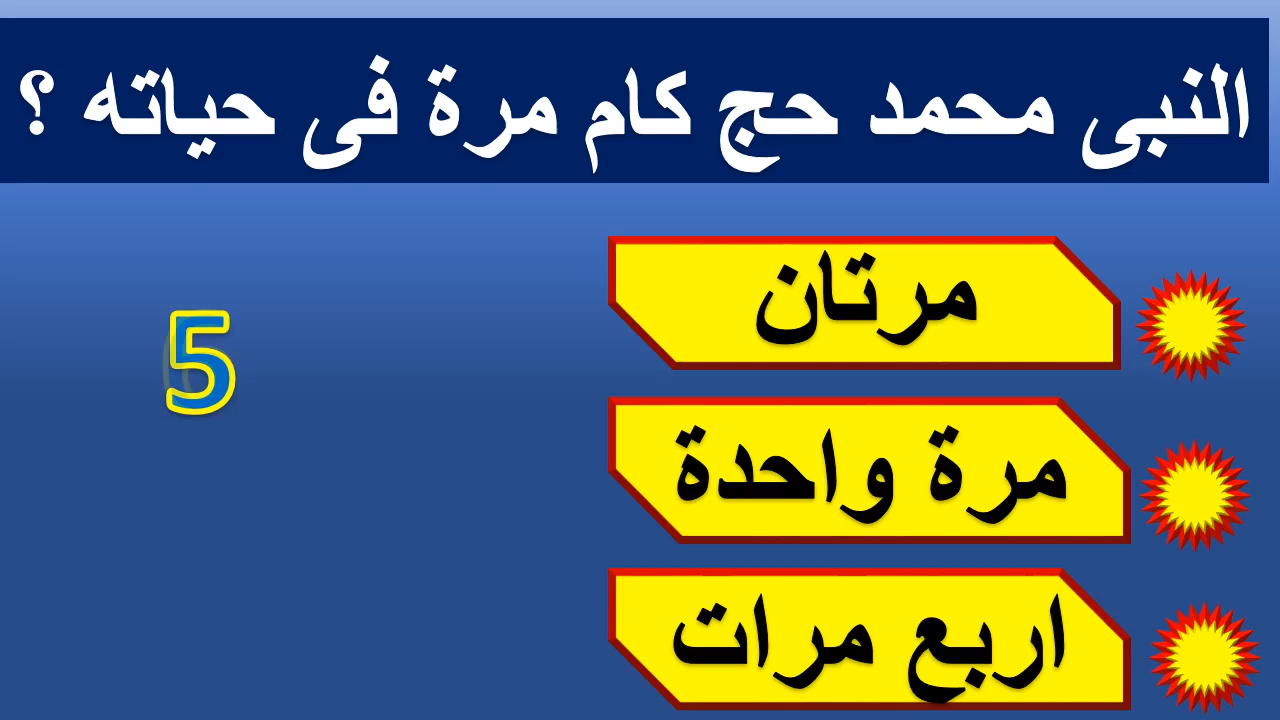 النبى محمد حج كام مرة فى حياته ؟
مرتان
5
مرة واحدة
اربع مرات